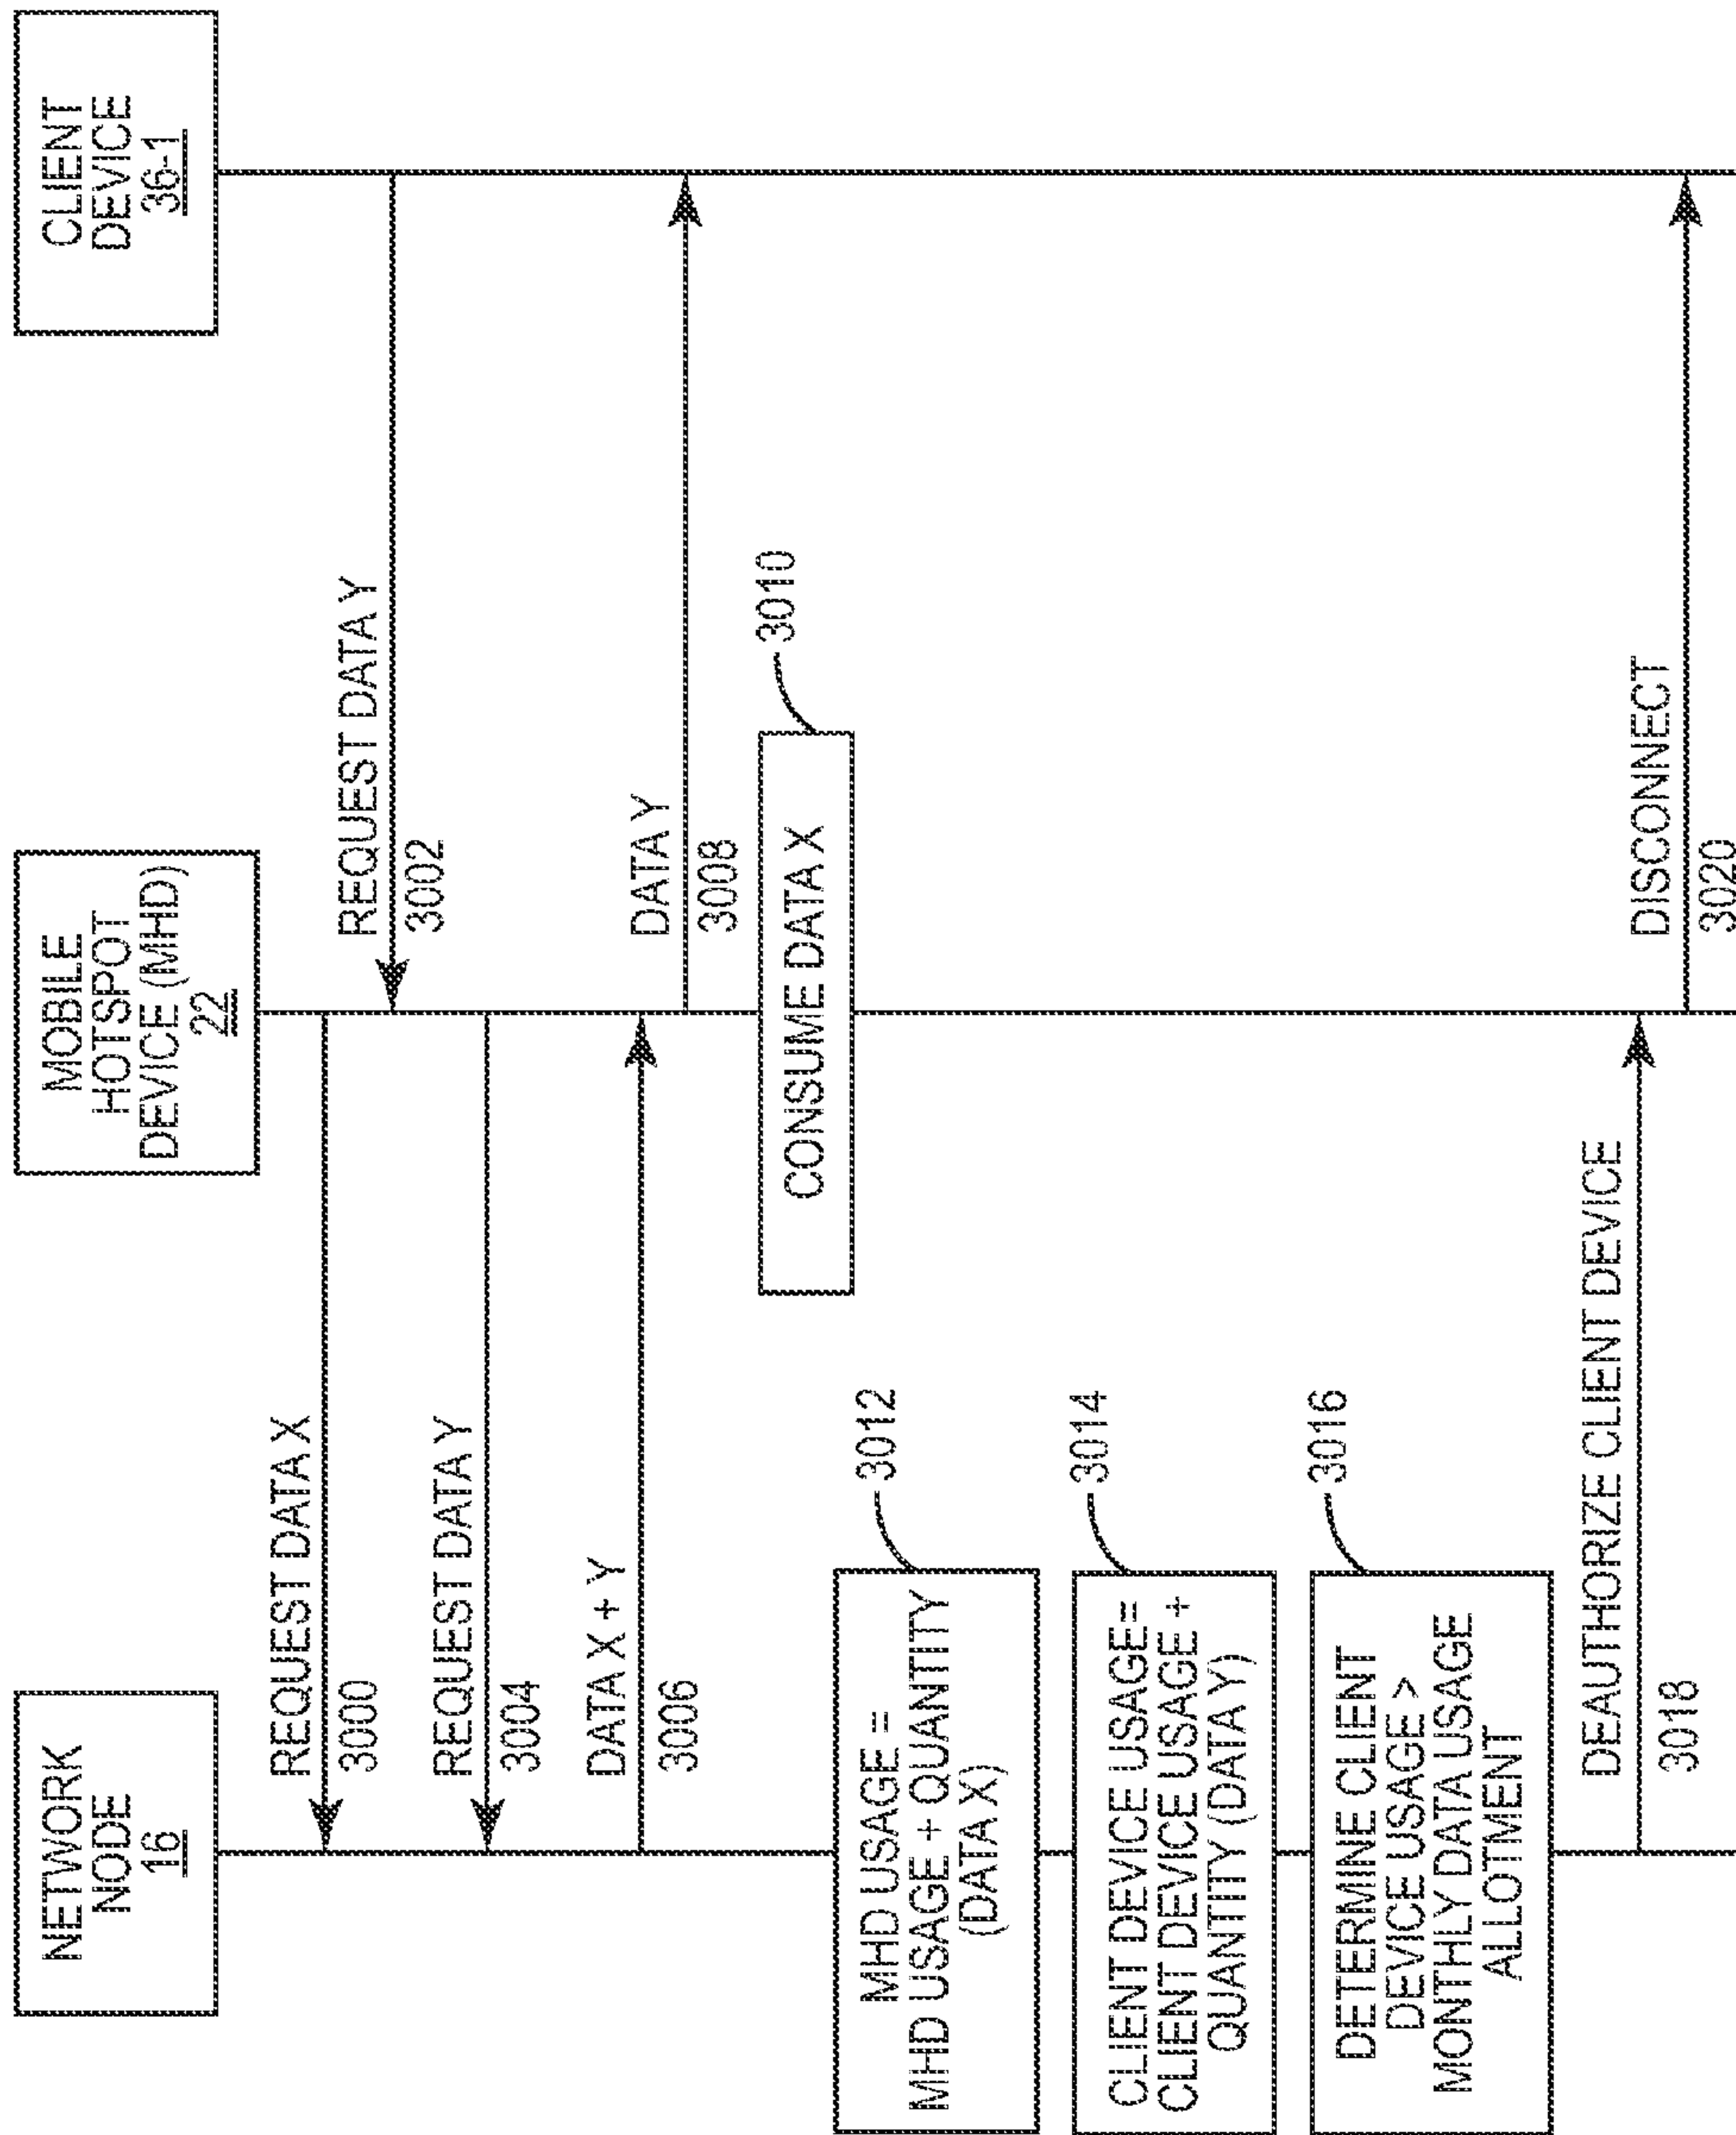 NETWORK
NODE
16
MOBILE
HOTSPOT
DEVICE (MHD)
22
CLIENT
DEVICE
36-1
REQUEST DATA X
3000
REQUEST DATA Y
3002
REQUEST DATA Y
3004
DATA X + Y
3006
DATA Y
3008
CONSUME DATA X
3010
MHD USAGE =
MHD USAGE + QUANTITY
(DATA X)
3012
CLIENT DEVICE USAGE=
CLIENT DEVICE USAGE +
QUANTITY (DATA Y)
3014
DETERMINE CLIENT
DEVICE USAGE >
MONTHLY DATA USAGE
ALLOTMENT
3016
DEAUTHORIZE CLIENT DEVICE
3018
DISCONNECT
3020